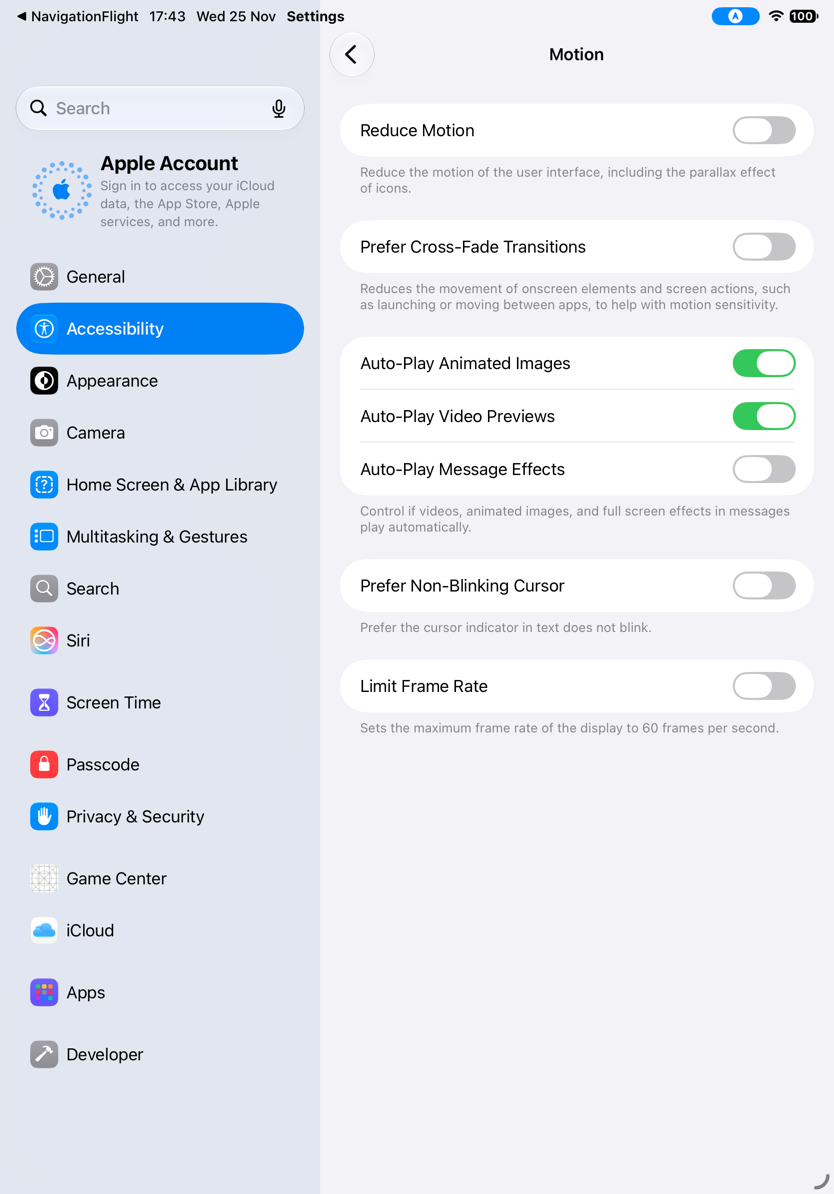 ◀ NavigationFlight 17:43 Wed 25 Nov Settings
100
Search
Apple Account
Sign in to access your iCloud
data, the App Store, Apple
services, and more.
General
Accessibility
Appearance
Camera
Home Screen & App Library
Multitasking & Gestures
Search
Siri
Screen Time
Passcode
Privacy & Security
Game Center
iCloud
Apps
Developer
Motion
Reduce Motion
Reduce the motion of the user interface, including the parallax effect
of icons.
Prefer Cross-Fade Transitions
Reduces the movement of onscreen elements and screen actions, such
as launching or moving between apps, to help with motion sensitivity.
Auto-Play Animated Images
Auto-Play Video Previews
Auto-Play Message Effects
Control if videos, animated images, and full screen effects in messages
play automatically.
Prefer Non-Blinking Cursor
Prefer the cursor indicator in text does not blink.
Limit Frame Rate
Sets the maximum frame rate of the display to 60 frames per second.